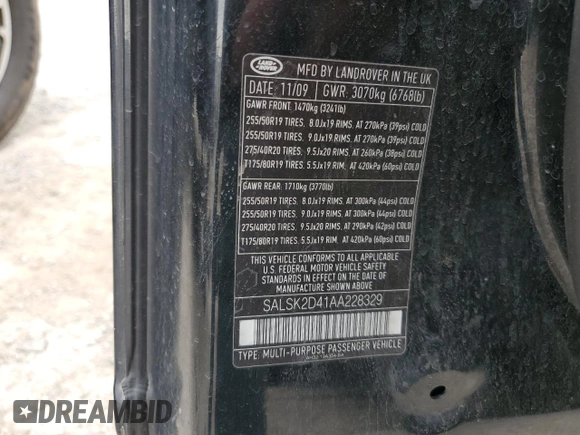 LAND ROVER
MFD BY LANDROVER IN THE UK
DATE: 11/09 GWR: 3070kg (6768lb)
GAWR FRONT: 1470kg (3241lb)
255/50R19 TIRES. 8.0Jx19 RIMS. AT 270kPa (39psi) COLD
255/50R19 TIRES. 9.0Jx19 RIMS. AT 270kPa (39psi) COLD
275/40R20 TIRES. 9.5Jx20 RIMS. AT 260kPa (38psi) COLD
T175/80R19 TIRES. 5.5Jx19 RIM. AT 420kPa (60psi) COLD
GAWR REAR: 1710kg (3770lb)
255/50R19 TIRES. 8.0Jx19 RIMS. AT 300kPa (44psi) COLD
255/50R19 TIRES. 9.0Jx19 RIMS. AT 300kPa (44psi) COLD
275/40R20 TIRES. 9.5Jx20 RIMS. AT 290kPa (42psi) COLD
T175/80R19 TIRES. 5.5Jx19 RIM. AT 420kPa (60psi) COLD
THIS VEHICLE CONFORMS TO ALL APPLICABLE
U.S. FEDERAL MOTOR VEHICLE SAFETY
STANDARDS IN EFFECT ON THE DATE OF
MANUFACTURE SHOWN ABOVE
SALSK2D41AA228329
TYPE: MULTI-PURPOSE PASSENGER VEHICLE
DREAMBID